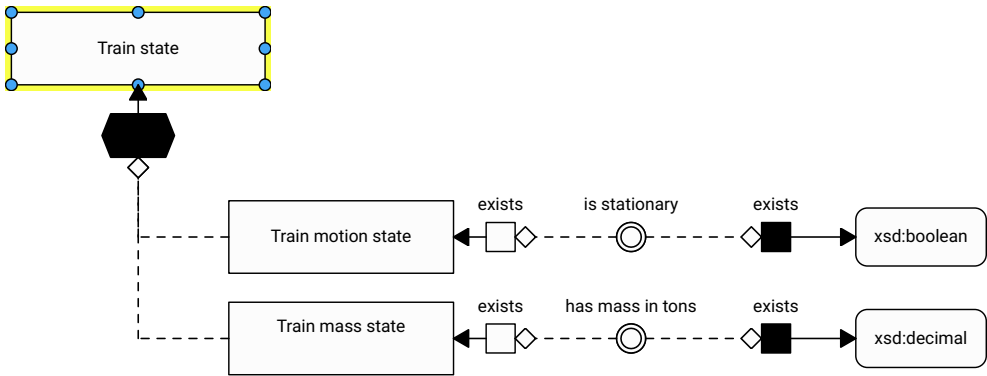 Train state
exists
is stationary
exists
Train motion state
xsd:boolean
exists
has mass in tons
exists
Train mass state
xsd:decimal